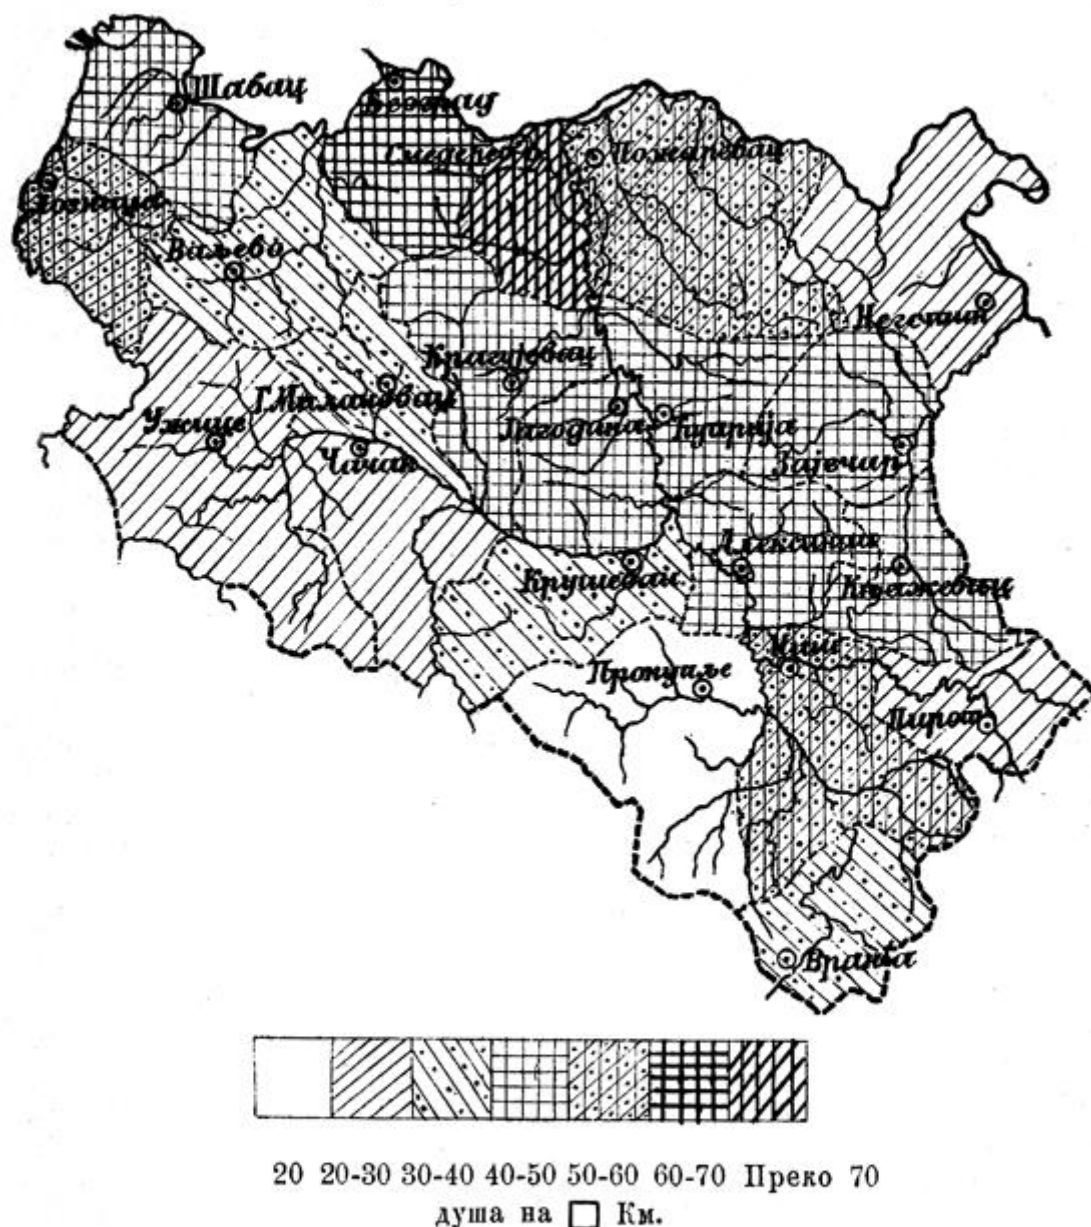 Шабац
Београд
Смедерево
Пожаревац
Лозница
Ваљево
Неготин
Крагујевац
Г. Милановац
Јагодина
Ћуприја
Ужице
Чачак
Зајечар
Алексинац
Крушевац
Књажевац
Ниш
Прокупље
Пирот
Врања
20 20-30 30-40 40-50 50-60 60-70 Преко 70
душа на □ Км.